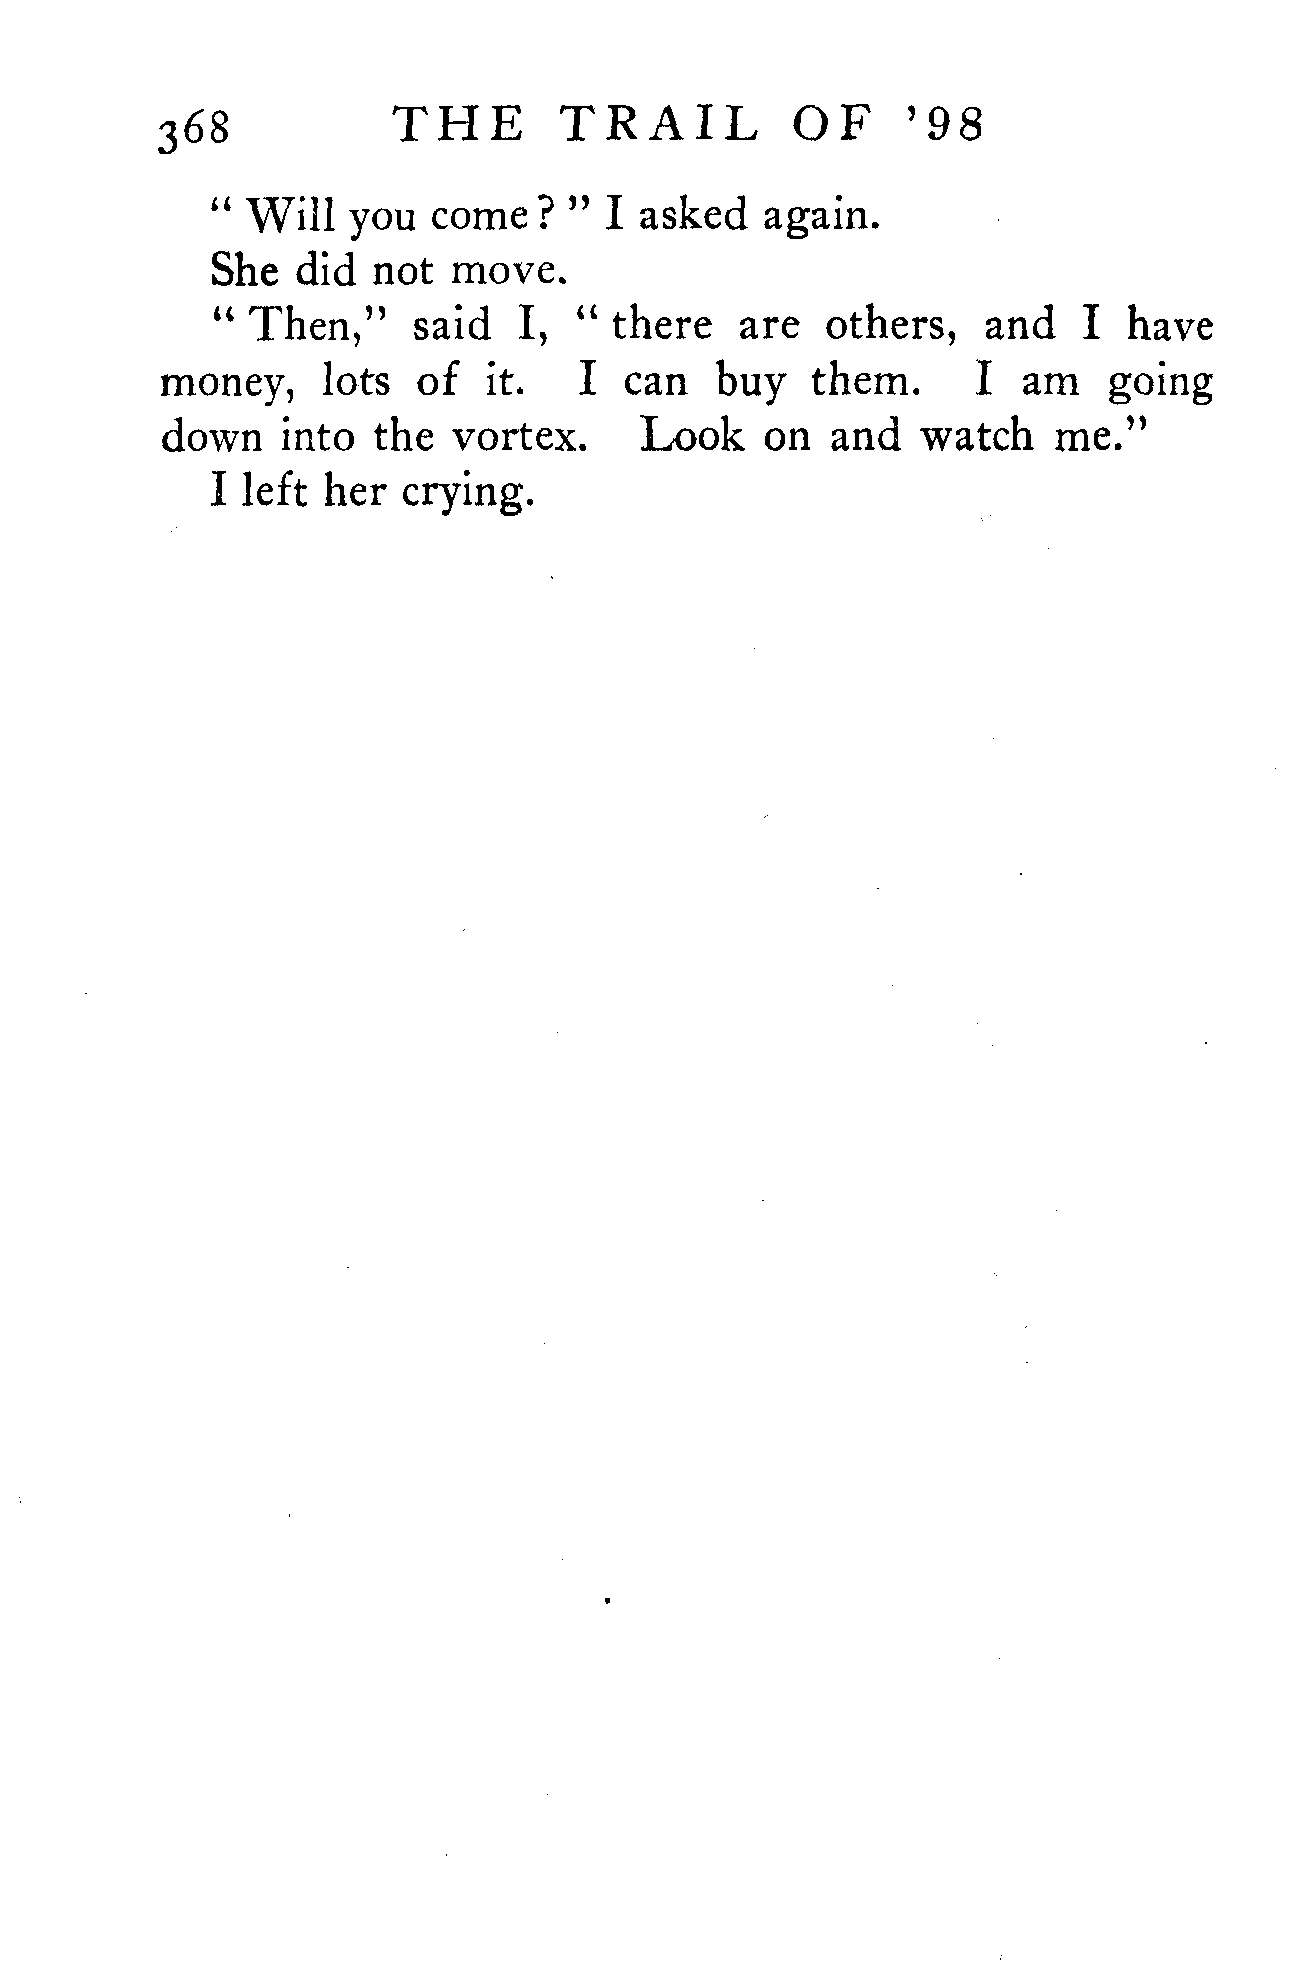 368 THE TRAIL OF ’98
“ Will you come? ” I asked again.
She did not move.
“ Then,” said I, “ there are others, and I have
money, lots of it. I can buy them. I am going
down into the vortex. Look on and watch me.”
I left her crying.